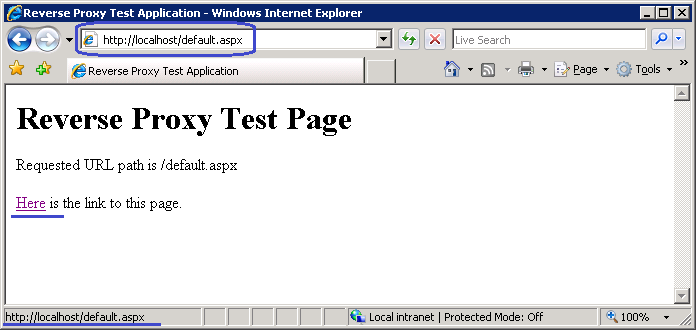 Reverse Proxy Test Application - Windows Internet Explorer
http://localhost/default.aspx
Live Search
Reverse Proxy Test Application
Page
Tools
»
Reverse Proxy Test Page
Requested URL path is /default.aspx
Here is the link to this page.
http://localhost/default.aspx
Local intranet | Protected Mode: Off
100%